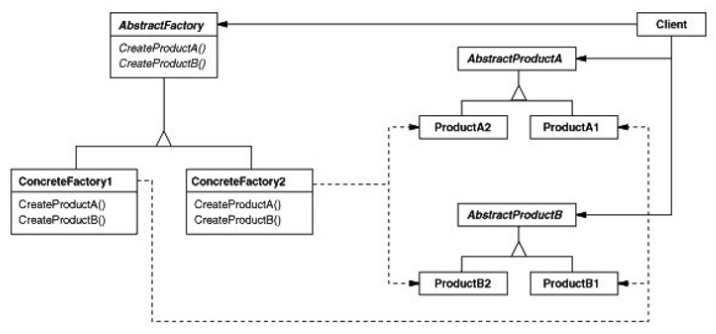 AbstractFactory
CreateProductA()
CreateProductB()
Client
AbstractProductA
ProductA2
ProductA1
ConcreteFactory1
CreateProductA()
CreateProductB()
ConcreteFactory2
CreateProductA()
CreateProductB()
AbstractProductB
ProductB2
ProductB1